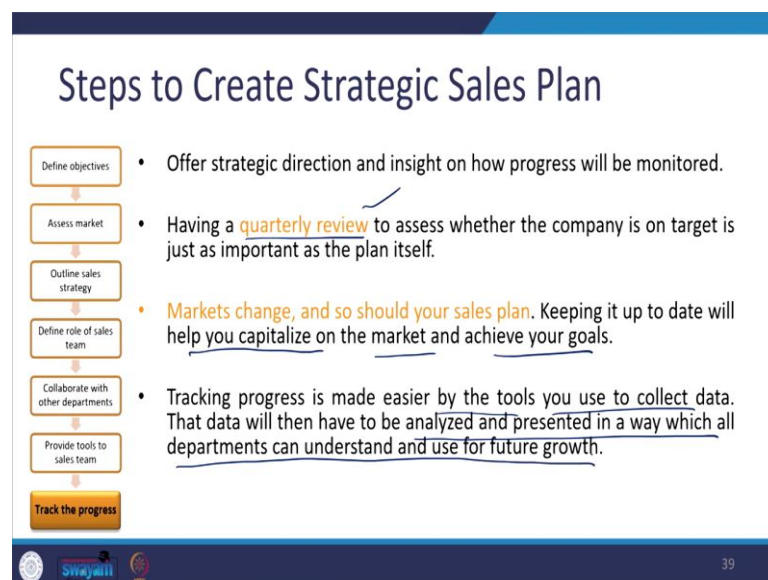 Steps to Create Strategic Sales Plan
Define objectives
Assess market
Outline sales
strategy
Define role of sales
team
Collaborate with
other departments
Provide tools to
sales team
Track the progress
• Offer strategic direction and insight on how progress will be monitored.
• Having a quarterly review to assess whether the company is on target is
just as important as the plan itself.
• Markets change, and so should your sales plan. Keeping it up to date will
help you capitalize on the market and achieve your goals.
• Tracking progress is made easier by the tools you use to collect data.
That data will then have to be analyzed and presented in a way which all
departments can understand and use for future growth.
swayam
39